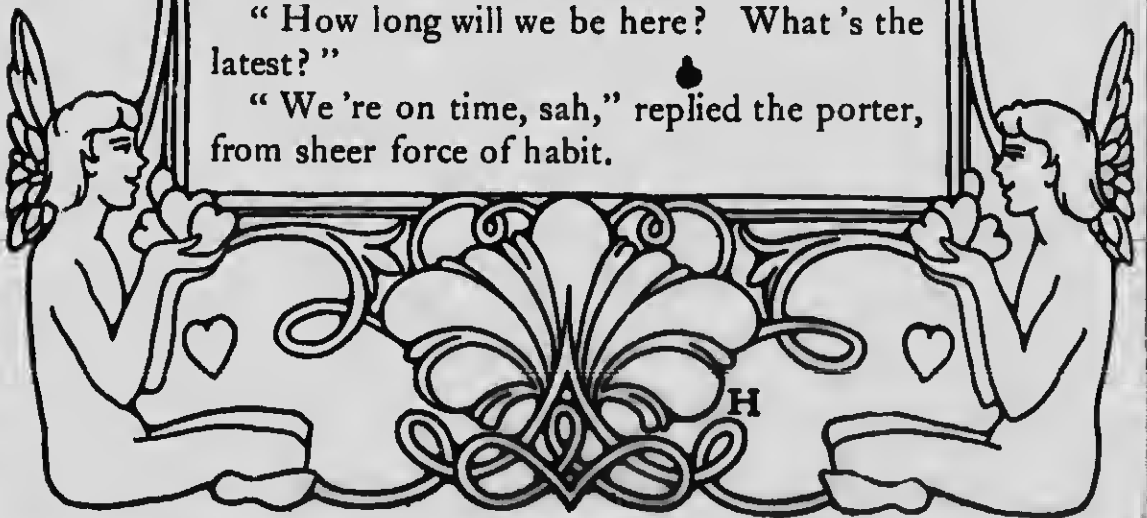 “ How long will we be here? What 's the
latest? ”
“ We 're on time, sah,” replied the porter,
from sheer force of habit.
H